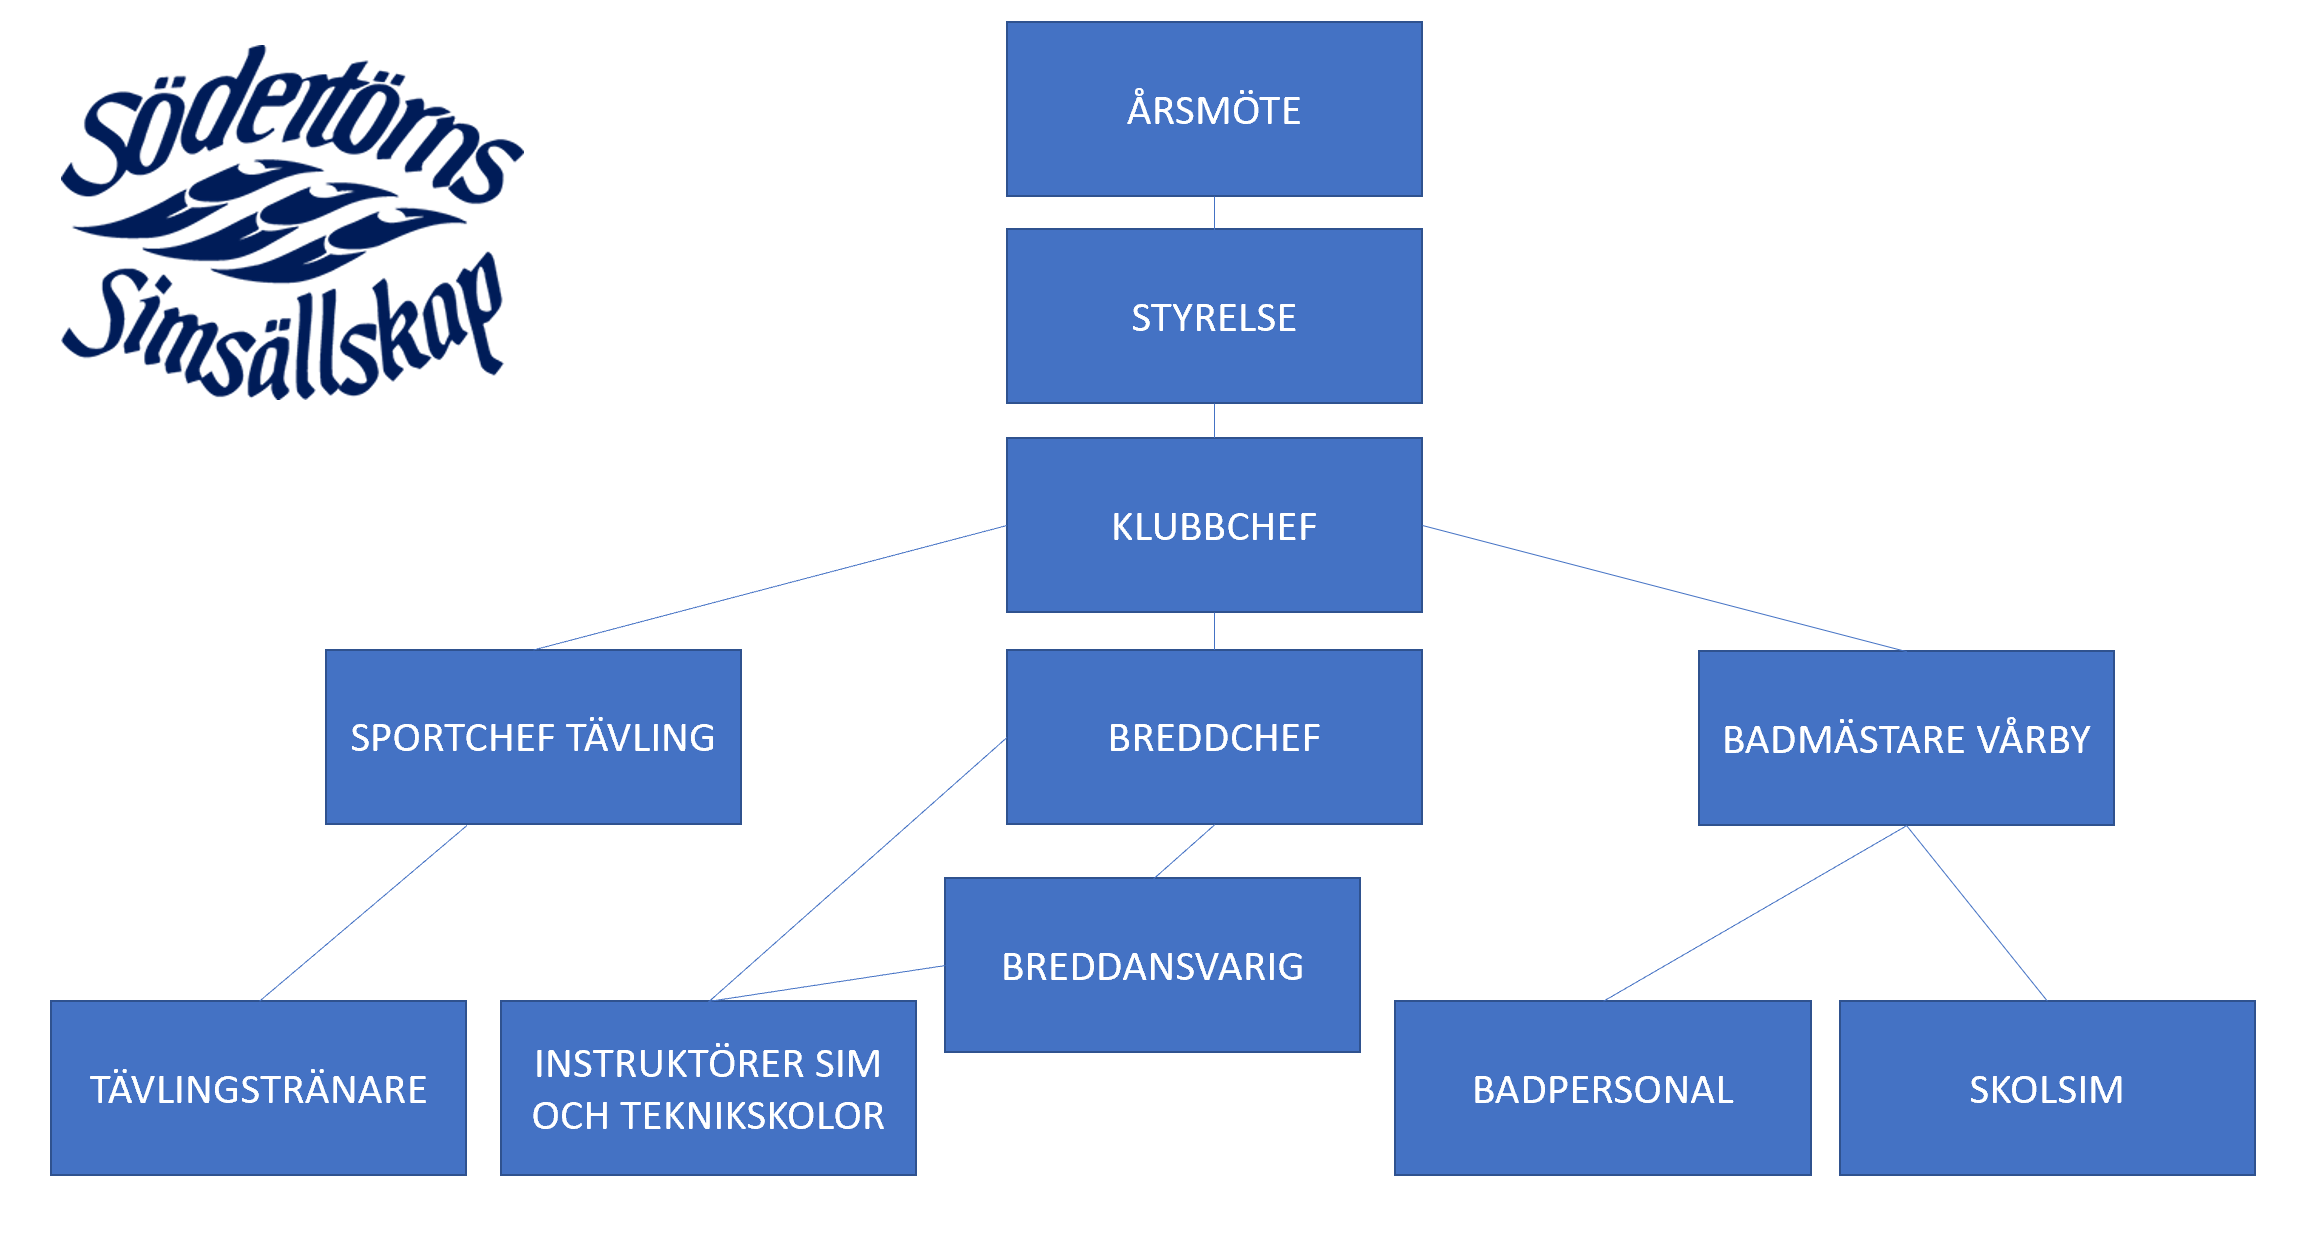 Södertörns
Simsällskap
ÅRSMÖTE
STYRELSE
KLUBBCHEF
SPORTCHEF TÄVLING
BREDDCHEF
BADMÄSTARE VÅRBY
BREDDANSVARIG
TÄVLINGSTRÄNARE
INSTRUKTÖRER SIM
OCH TEKNIKSKOLOR
BADPERSONAL
SKOLSIM